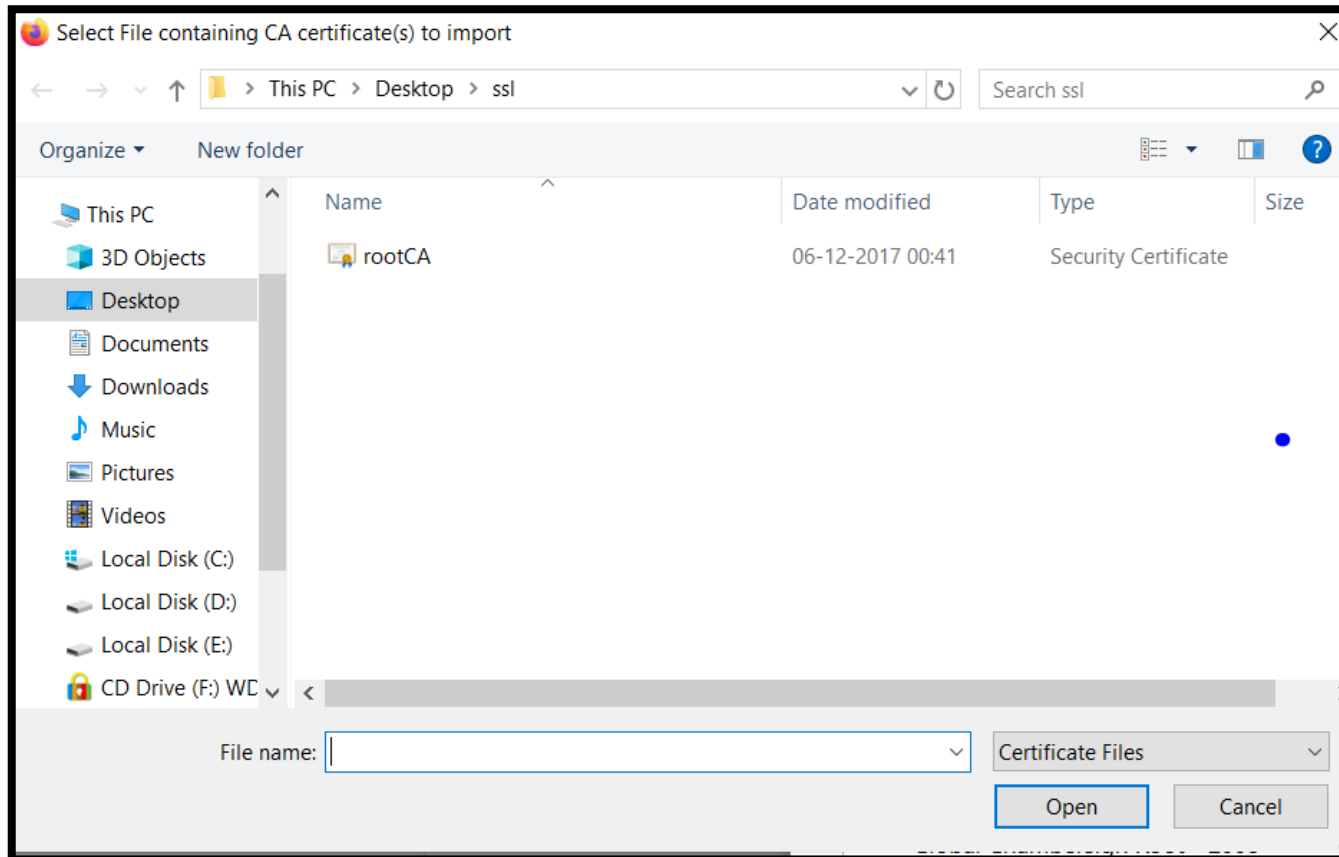 Select File containing CA certificate(s) to import
This PC > Desktop > ssl
Search ssl
Organize
New folder
?
Name
Date modified
Type
Size
This PC
3D Objects
Desktop
Documents
Downloads
Music
Pictures
Videos
Local Disk (C:)
Local Disk (D:)
Local Disk (E:)
CD Drive (F:) WD
rootCA
06-12-2017 00:41
Security Certificate
File name:
Certificate Files
Open
Cancel